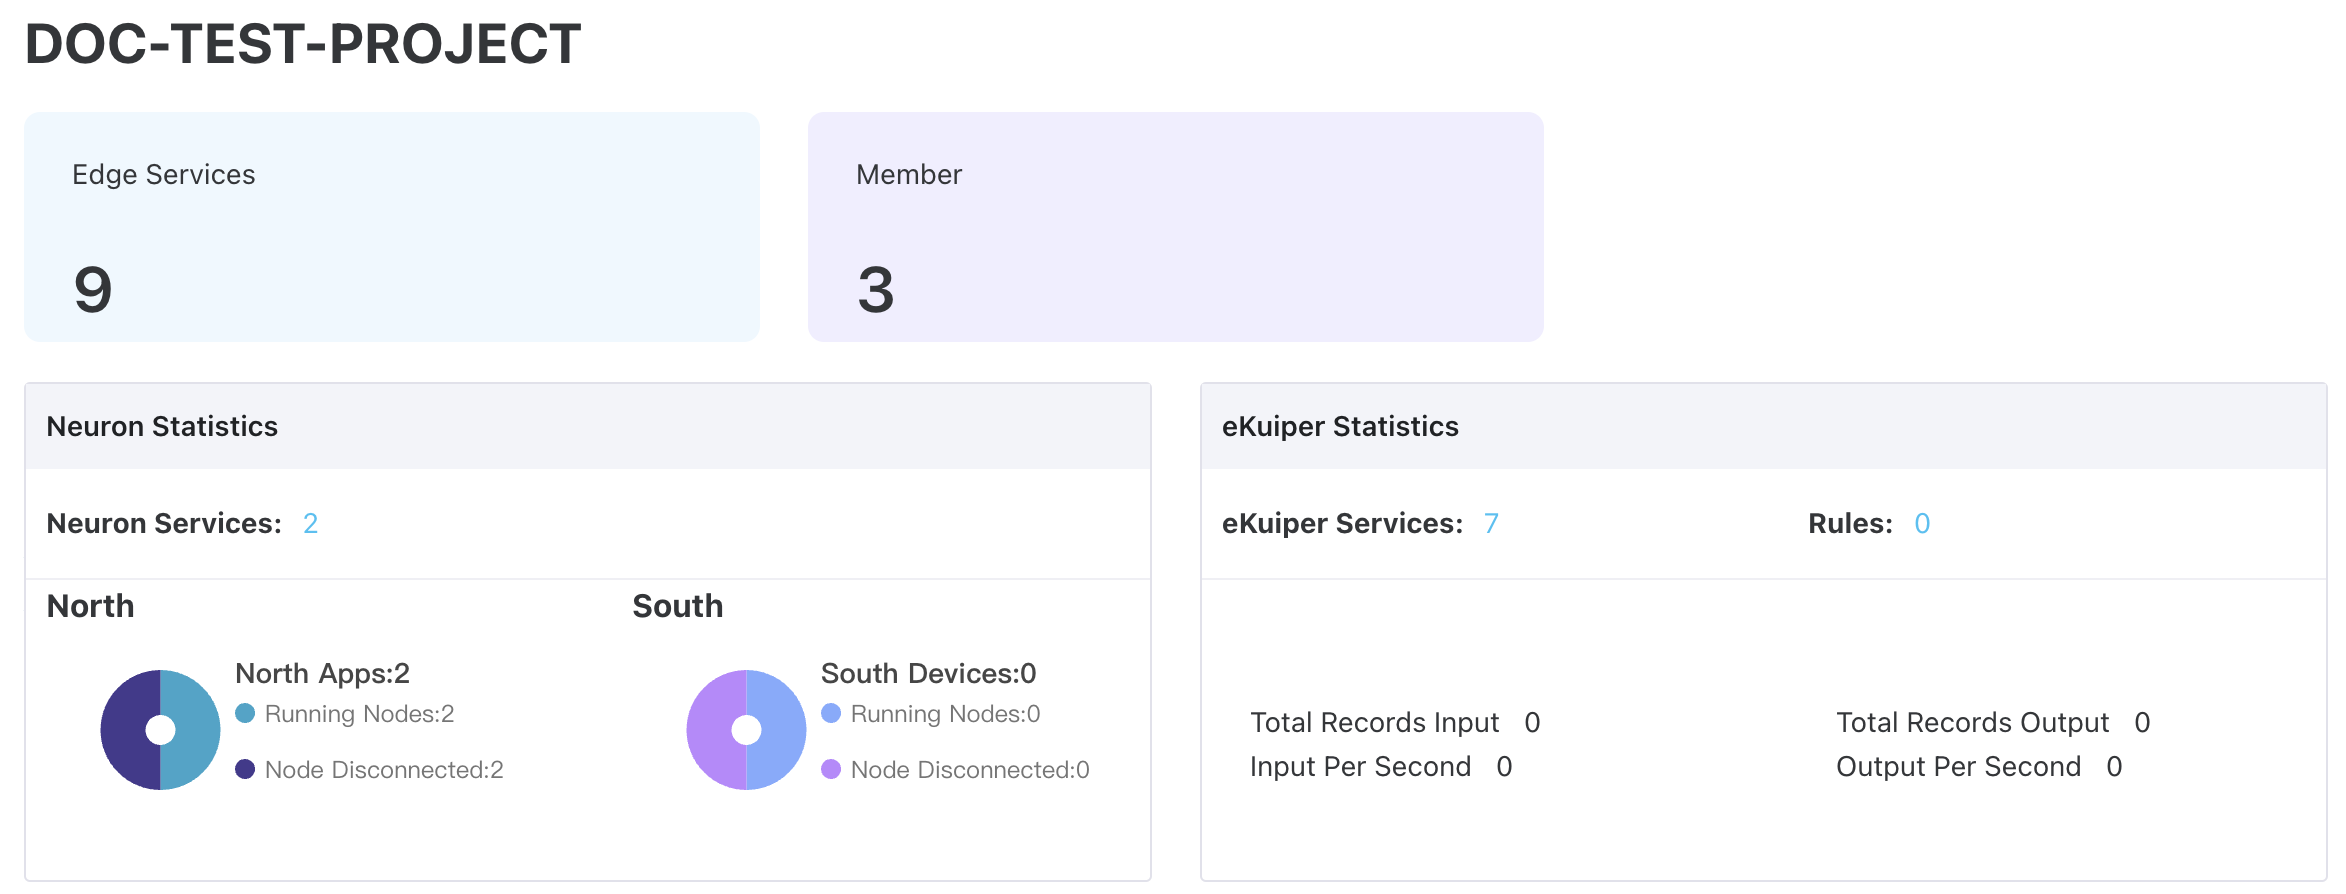 DOC-TEST-PROJECT
Edge Services
9
Member
3
Neuron Statistics
Neuron Services: 2
North
North Apps:2
Running Nodes:2
Node Disconnected:2
South
South Devices:0
Running Nodes:0
Node Disconnected:0
eKuiper Statistics
eKuiper Services: 7
Rules: 0
Total Records Input 0
Input Per Second 0
Total Records Output 0
Output Per Second 0